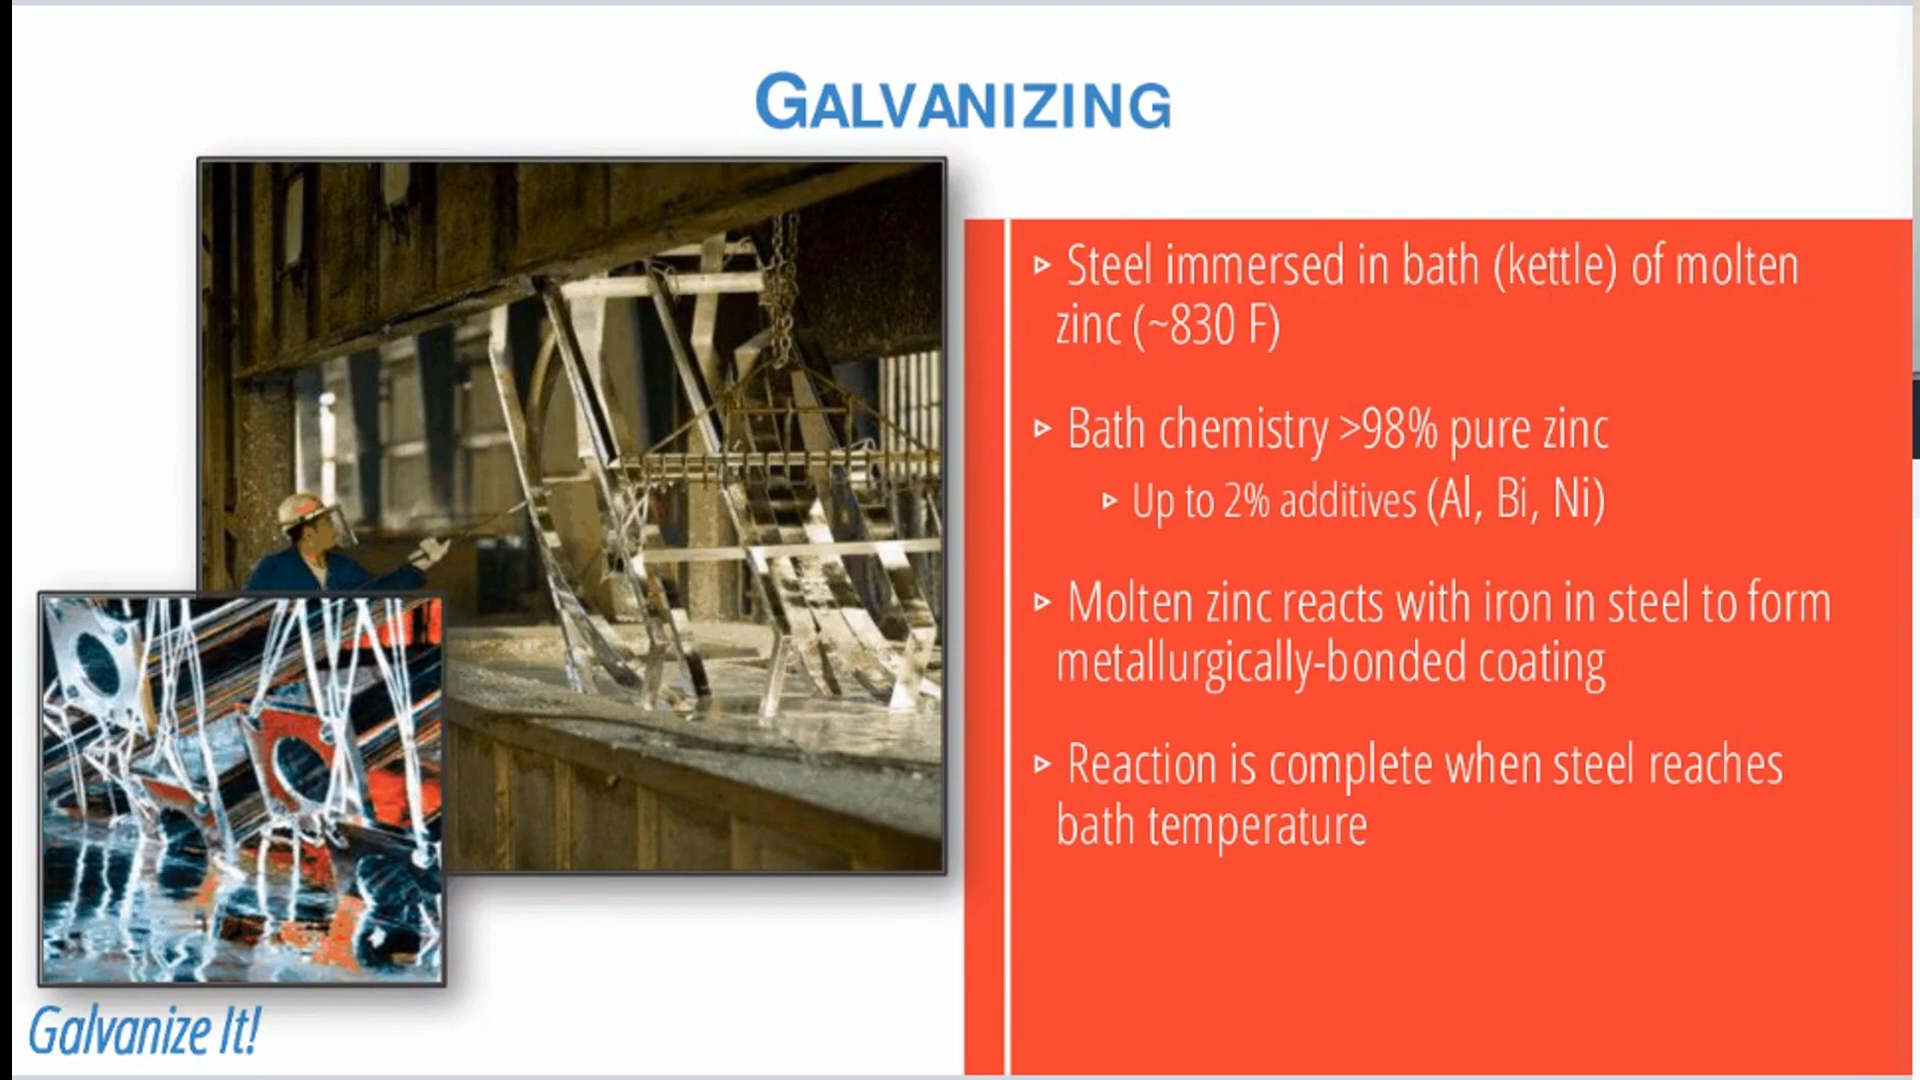 GALVANIZING
▹ Steel immersed in bath (kettle) of molten
zinc (~830 F)
▹ Bath chemistry >98% pure zinc
▹ Up to 2% additives (Al, Bi, Ni)
▹ Molten zinc reacts with iron in steel to form
metallurgically-bonded coating
▹ Reaction is complete when steel reaches
bath temperature
Galvanize It!